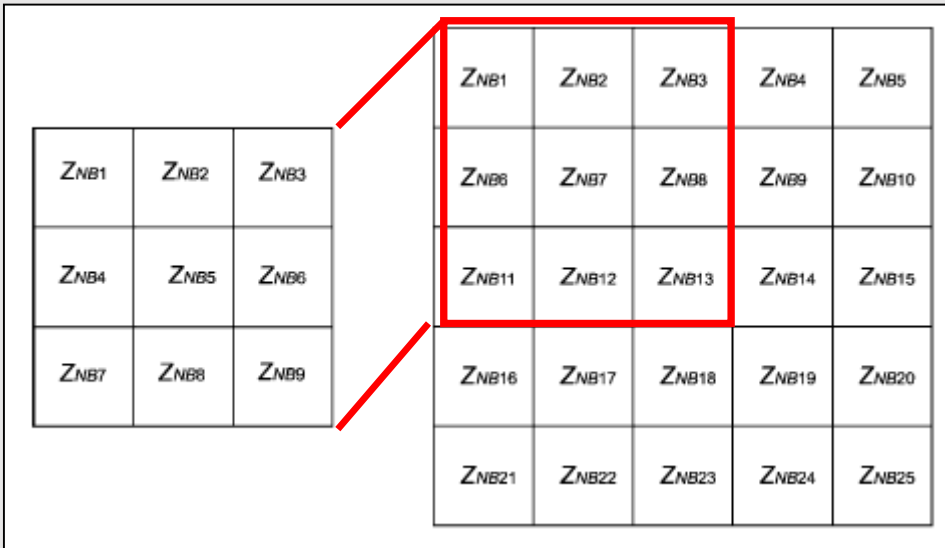 ZNB1 ZNB2 ZNB3
ZNB4 ZNB5 ZNB6
ZNB7 ZNB8 ZNB9
ZNB1 ZNB2 ZNB3 ZNB4 ZNB5
ZNB6 ZNB7 ZNB8 ZNB9 ZNB10
ZNB11 ZNB12 ZNB13 ZNB14 ZNB15
ZNB16 ZNB17 ZNB18 ZNB19 ZNB20
ZNB21 ZNB22 ZNB23 ZNB24 ZNB25